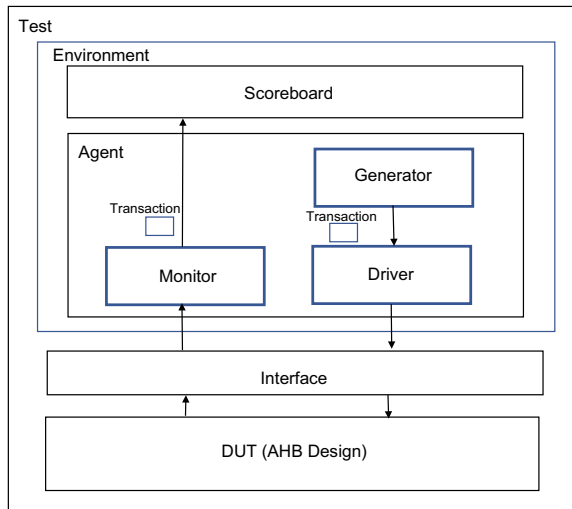 Test
Environment
Scoreboard
Agent
Generator
Transaction
Transaction
Monitor
Driver
Interface
DUT (AHB Design)